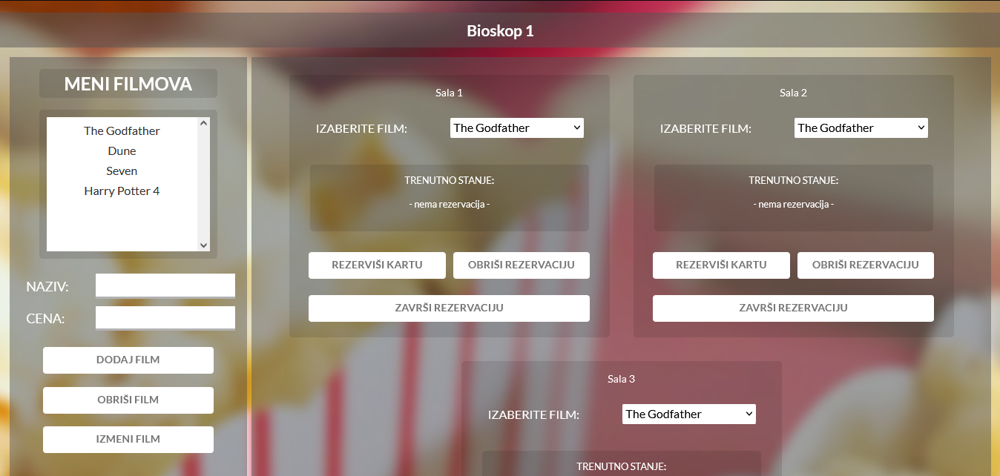 Bioskop 1
MENI FILMOVA
The Godfather
Dune
Seven
Harry Potter 4
NAZIV:
CENA:
DODAJ FILM
OBRIŠI FILM
IZMENI FILM
Sala 1
IZABERITE FILM: The Godfather
TRENUTNO STANJE:
- nema rezervacija -
REZERVIŠI KARTU OBRIŠI REZERVACIJU
ZAVRŠI REZERVACIJU
Sala 2
IZABERITE FILM: The Godfather
TRENUTNO STANJE:
- nema rezervacija -
REZERVIŠI KARTU OBRIŠI REZERVACIJU
ZAVRŠI REZERVACIJU
Sala 3
IZABERITE FILM: The Godfather
TRENUTNO STANJE: